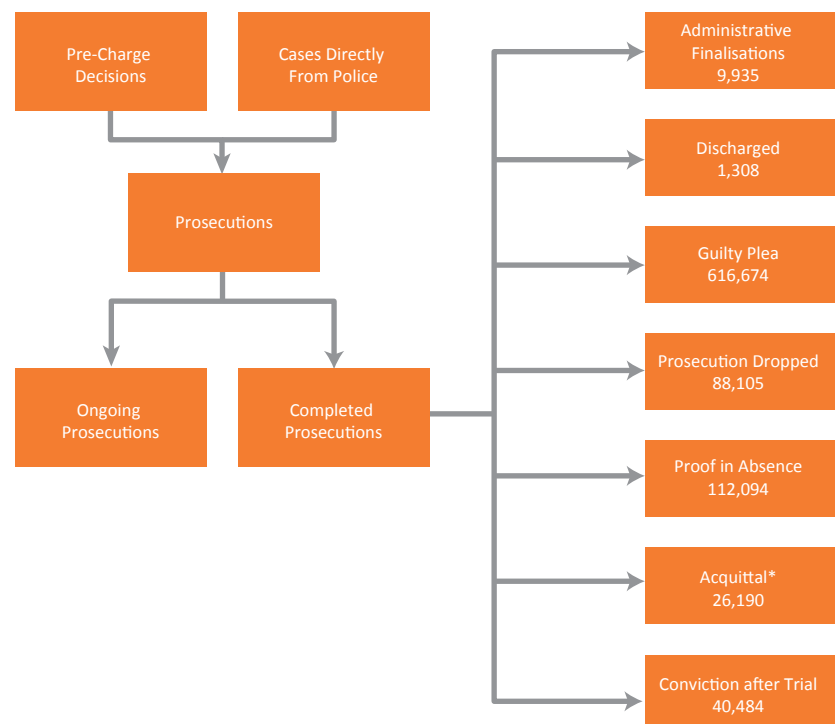 Pre-Charge
Decisions
Cases Directly
From Police
Prosecutions
Ongoing
Prosecutions
Completed
Prosecutions
Administrative
Finalisations
9,935
Discharged
1,308
Guilty Plea
616,674
Prosecution Dropped
88,105
Proof in Absence
112,094
Acquittal*
26,190
Conviction after Trial
40,484